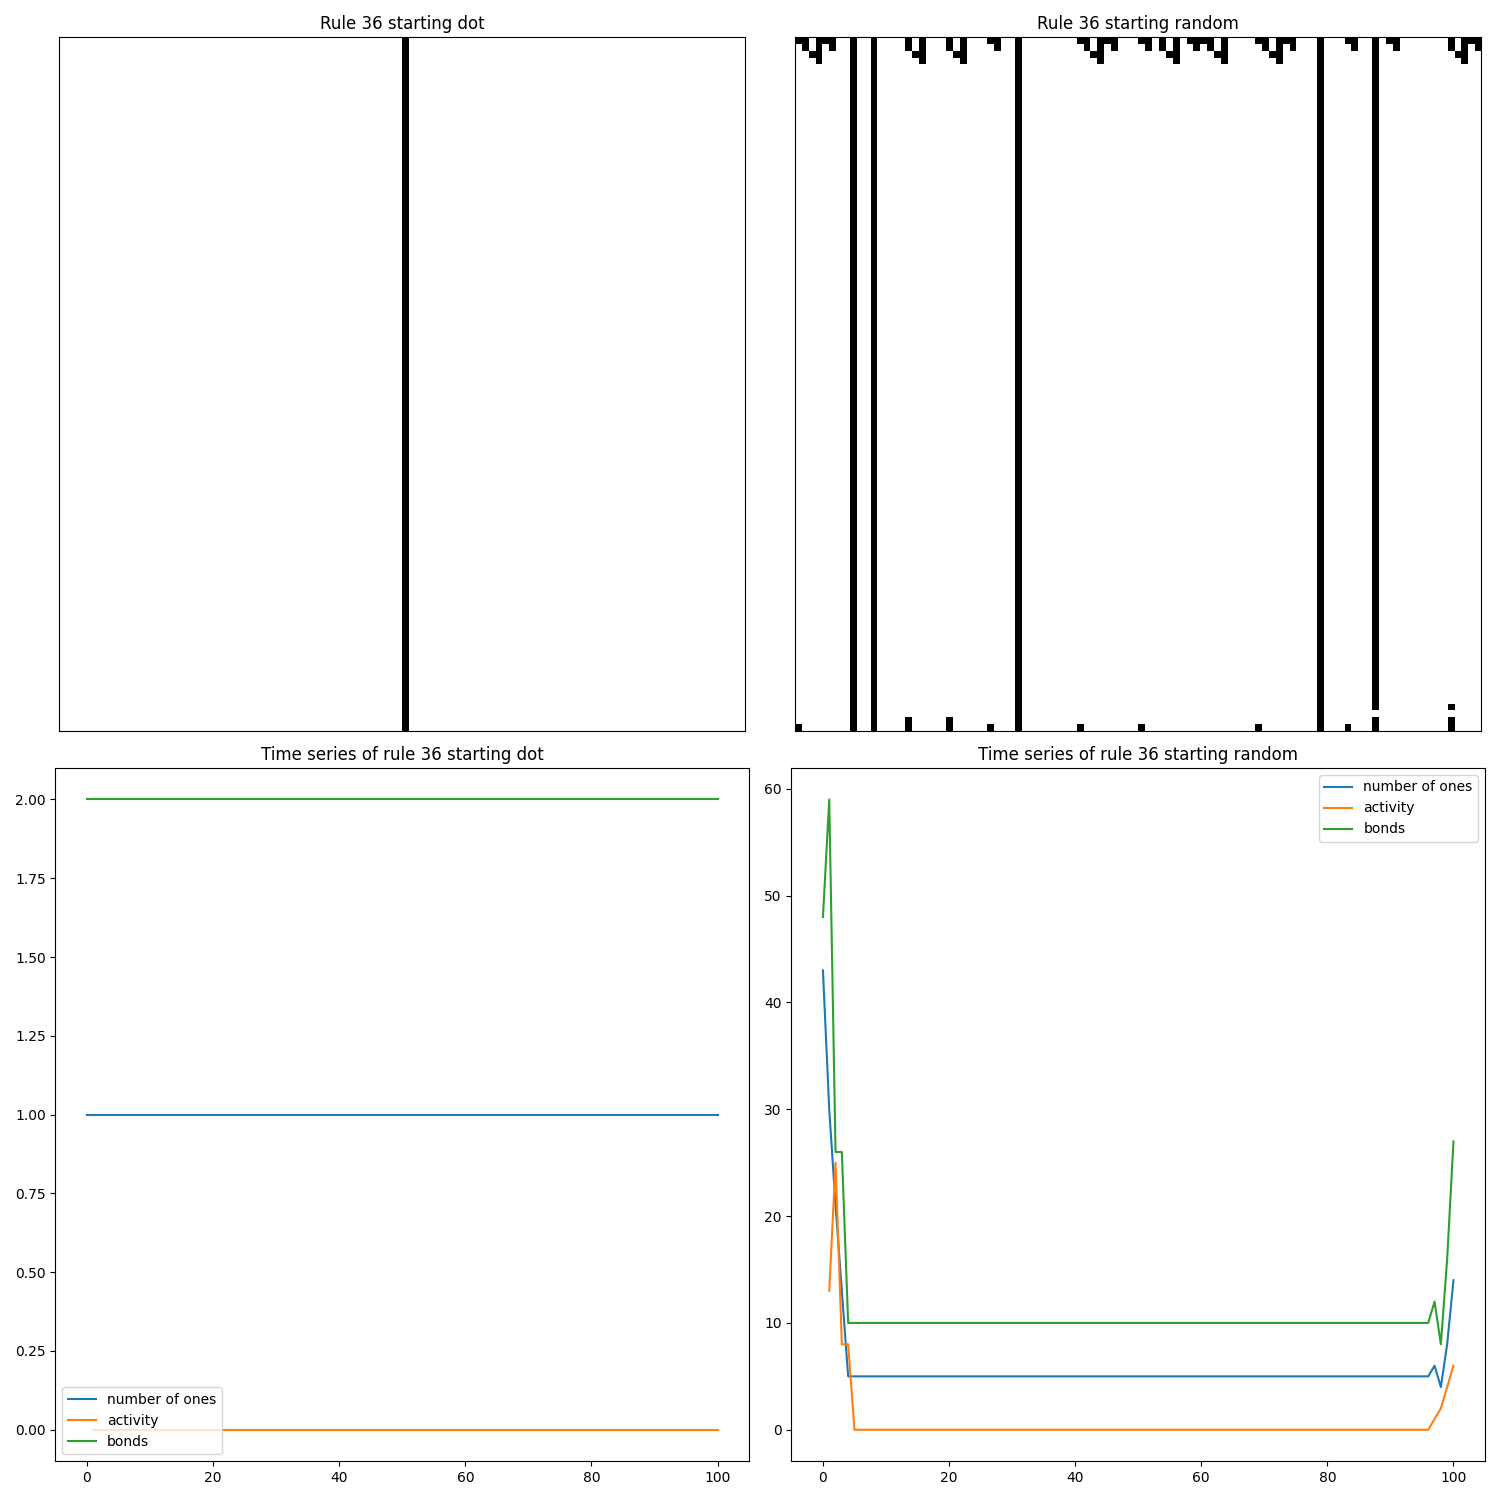 Rule 36 starting dot
Rule 36 starting random
Time series of rule 36 starting dot
2.00
1.75
1.50
1.25
1.00
0.75
0.50
0.25
0.00
number of ones
activity
bonds
0 20 40 60 80 100
Time series of rule 36 starting random
60
50
40
30
20
10
0
number of ones
activity
bonds
0 20 40 60 80 100